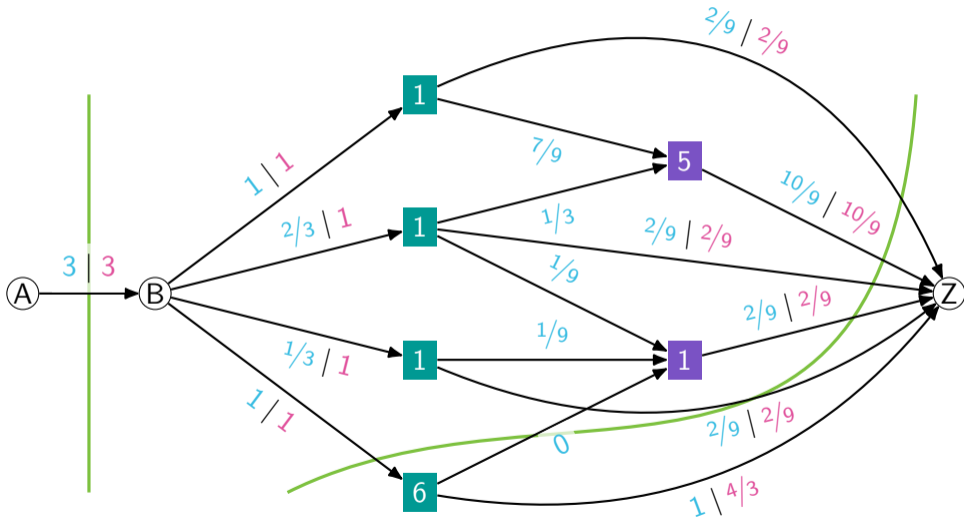 2/9 | 2/9
1
7/9
5
1 | 1
10/9 | 10/9
2/3 | 1
1
1/3
2/9 | 2/9
3 | 3
1/9
A
B
Z
2/9 | 2/9
1/9
1/3 | 1
1
1
1 | 1
2/9 | 2/9
0
6
1 | 4/3